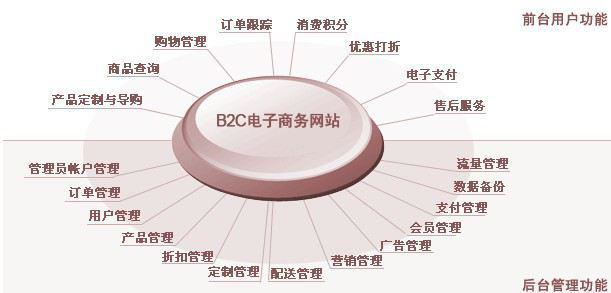 前台用户功能
订单跟踪
消费积分
购物管理
优惠打折
商品查询
电子支付
产品定制与导购
售后服务
B2C电子商务网站
管理员帐户管理
流量管理
订单管理
数据备份
用户管理
支付管理
产品管理
会员管理
折扣管理
广告管理
定制管理
配送管理
营销管理
后台管理功能